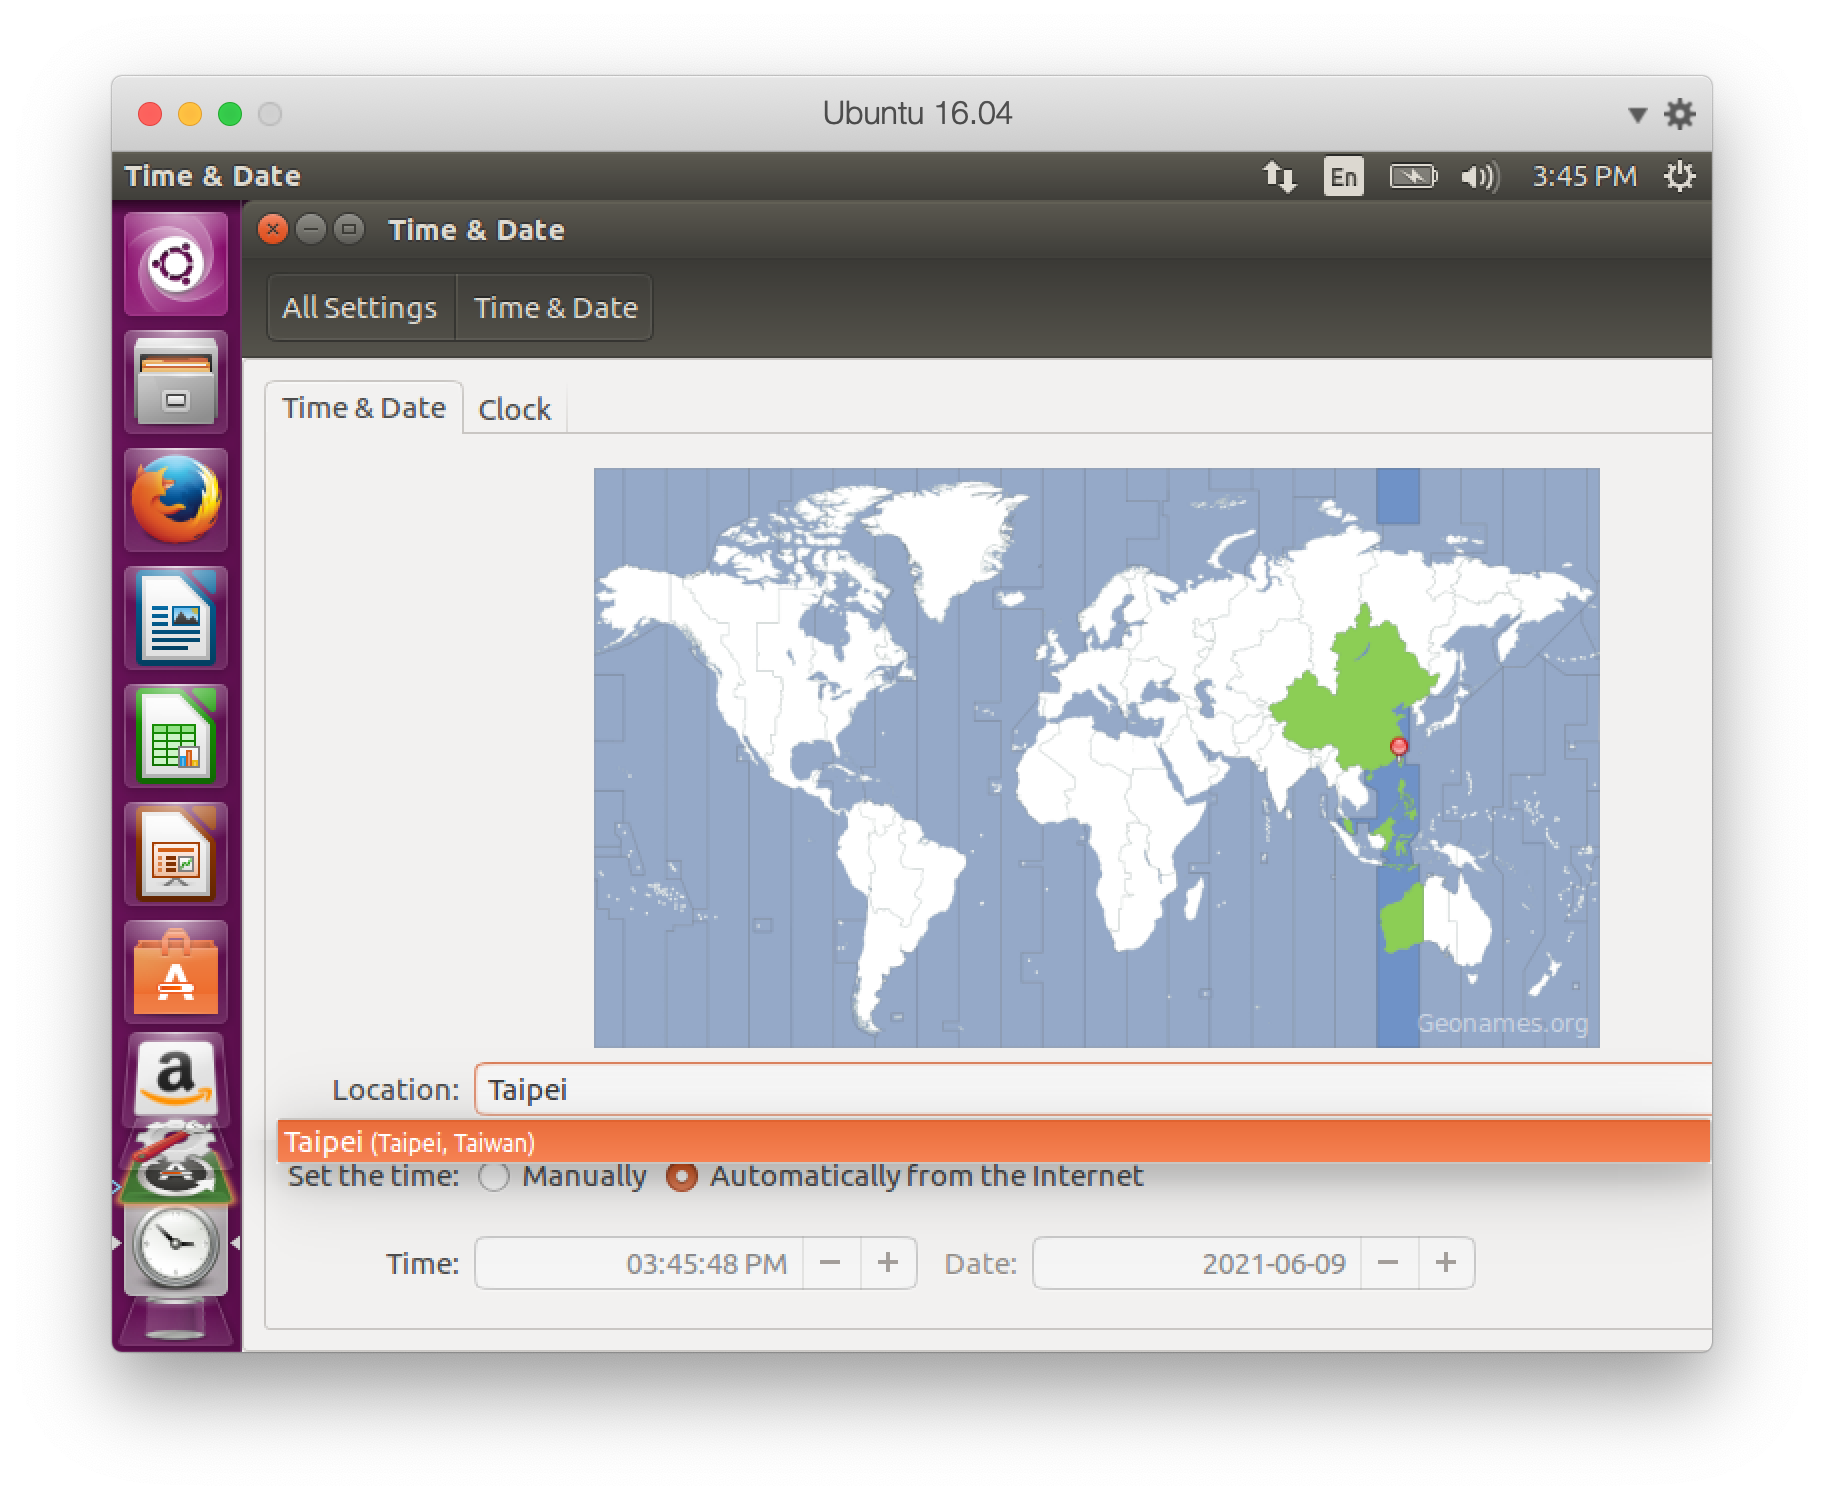 Ubuntu 16.04
Time & Date
En
3:45 PM
Time & Date
All Settings
Time & Date
Time & Date
Clock
Geonames.org
Location:
Taipei
Taipei (Taipei, Taiwan)
Set the time:
Manually
Automatically from the Internet
Time:
03:45:48 PM
Date:
2021-06-09